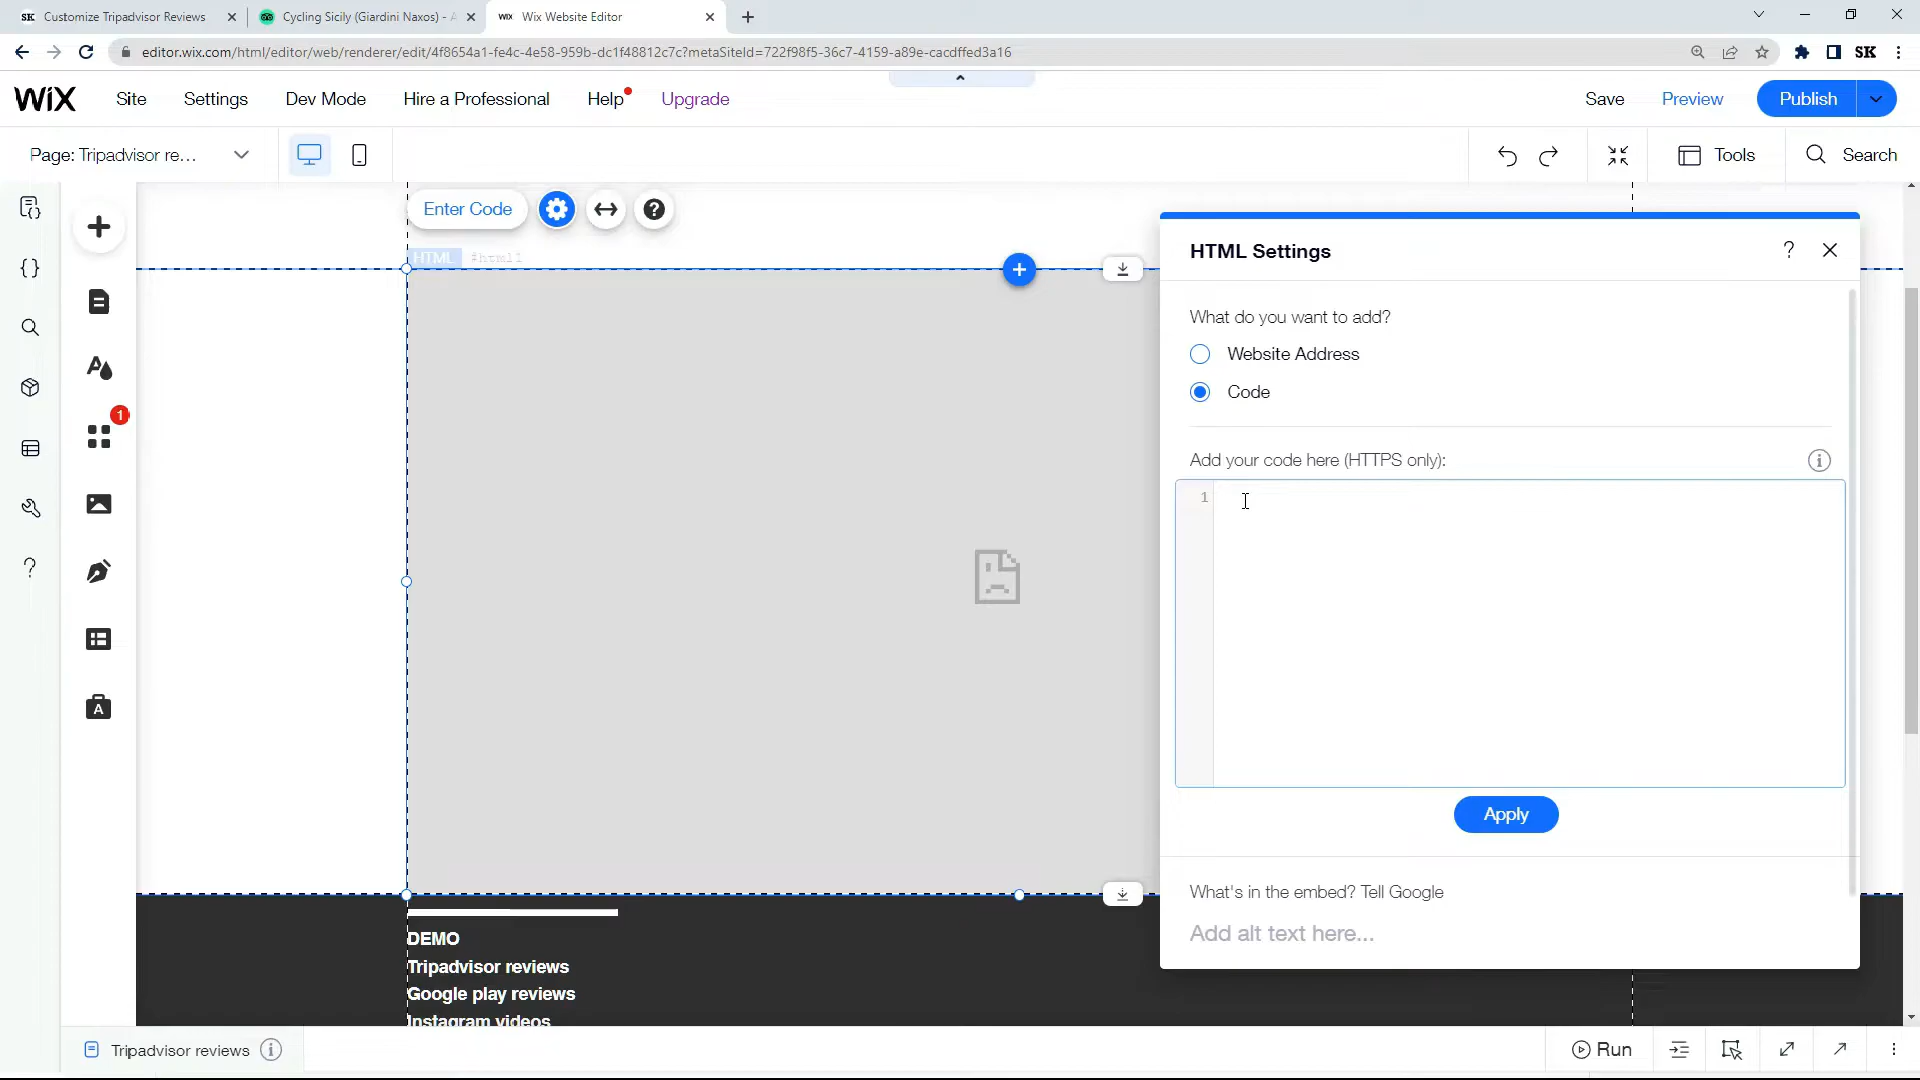 SK Customize Tripadvisor Reviews
Cycling Sicily (Giardini Naxos) - A
WiX Wix Website Editor
editor.wix.com/html/editor/web/renderer/edit/4f8654a1-fe4c-4e58-959b-dc1f48812c7c?metaSiteId=722f98f5-36c7-4159-a89e-cacdffed3a16
SK
WiX Site Settings Dev Mode Hire a Professional Help Upgrade Save Preview Publish
Page: Tripadvisor re... Tools Search
Enter Code
HTML #html1
HTML Settings ?
What do you want to add?
Website Address
1
Code
Add your code here (HTTPS only):
1
Apply
What's in the embed? Tell Google
Add alt text here...
DEMO
Tripadvisor reviews
Google play reviews
Instagram videos
Tripadvisor reviews Run